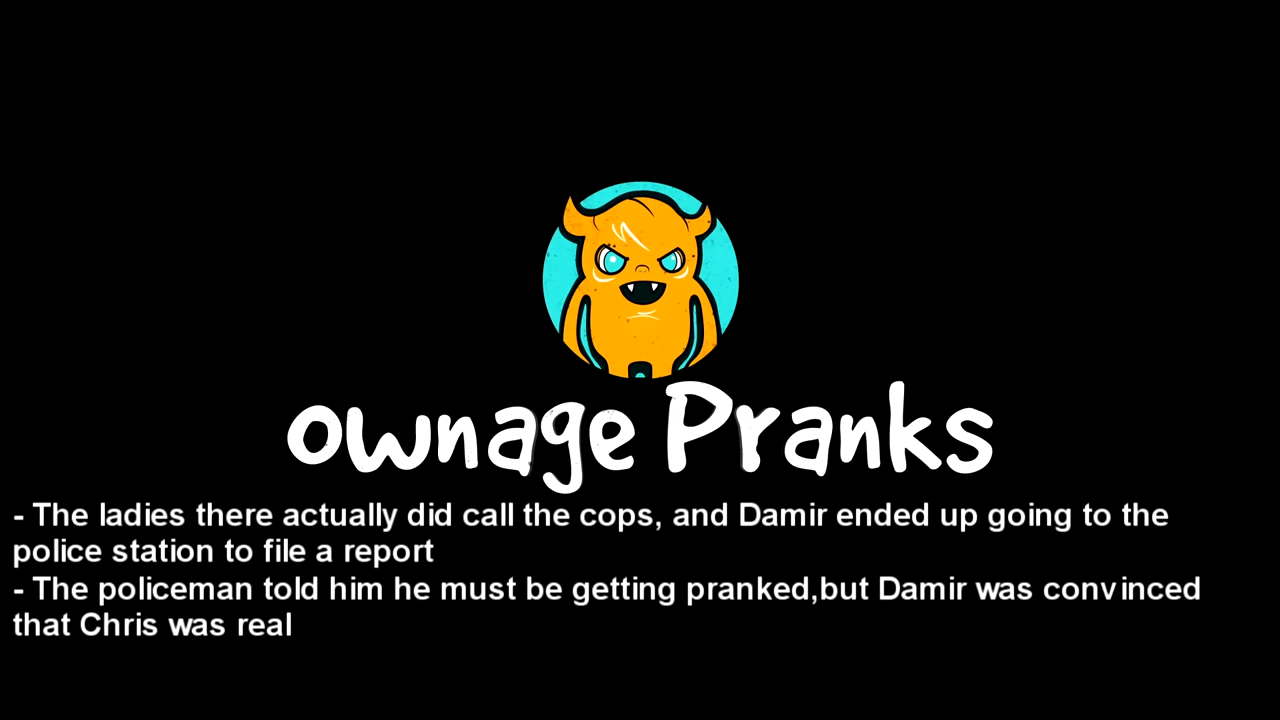 ownage Pranks
- The ladies there actually did call the cops, and Damir ended up going to the
police station to file a report
- The policeman told him he must be getting pranked,but Damir was convinced
that Chris was real